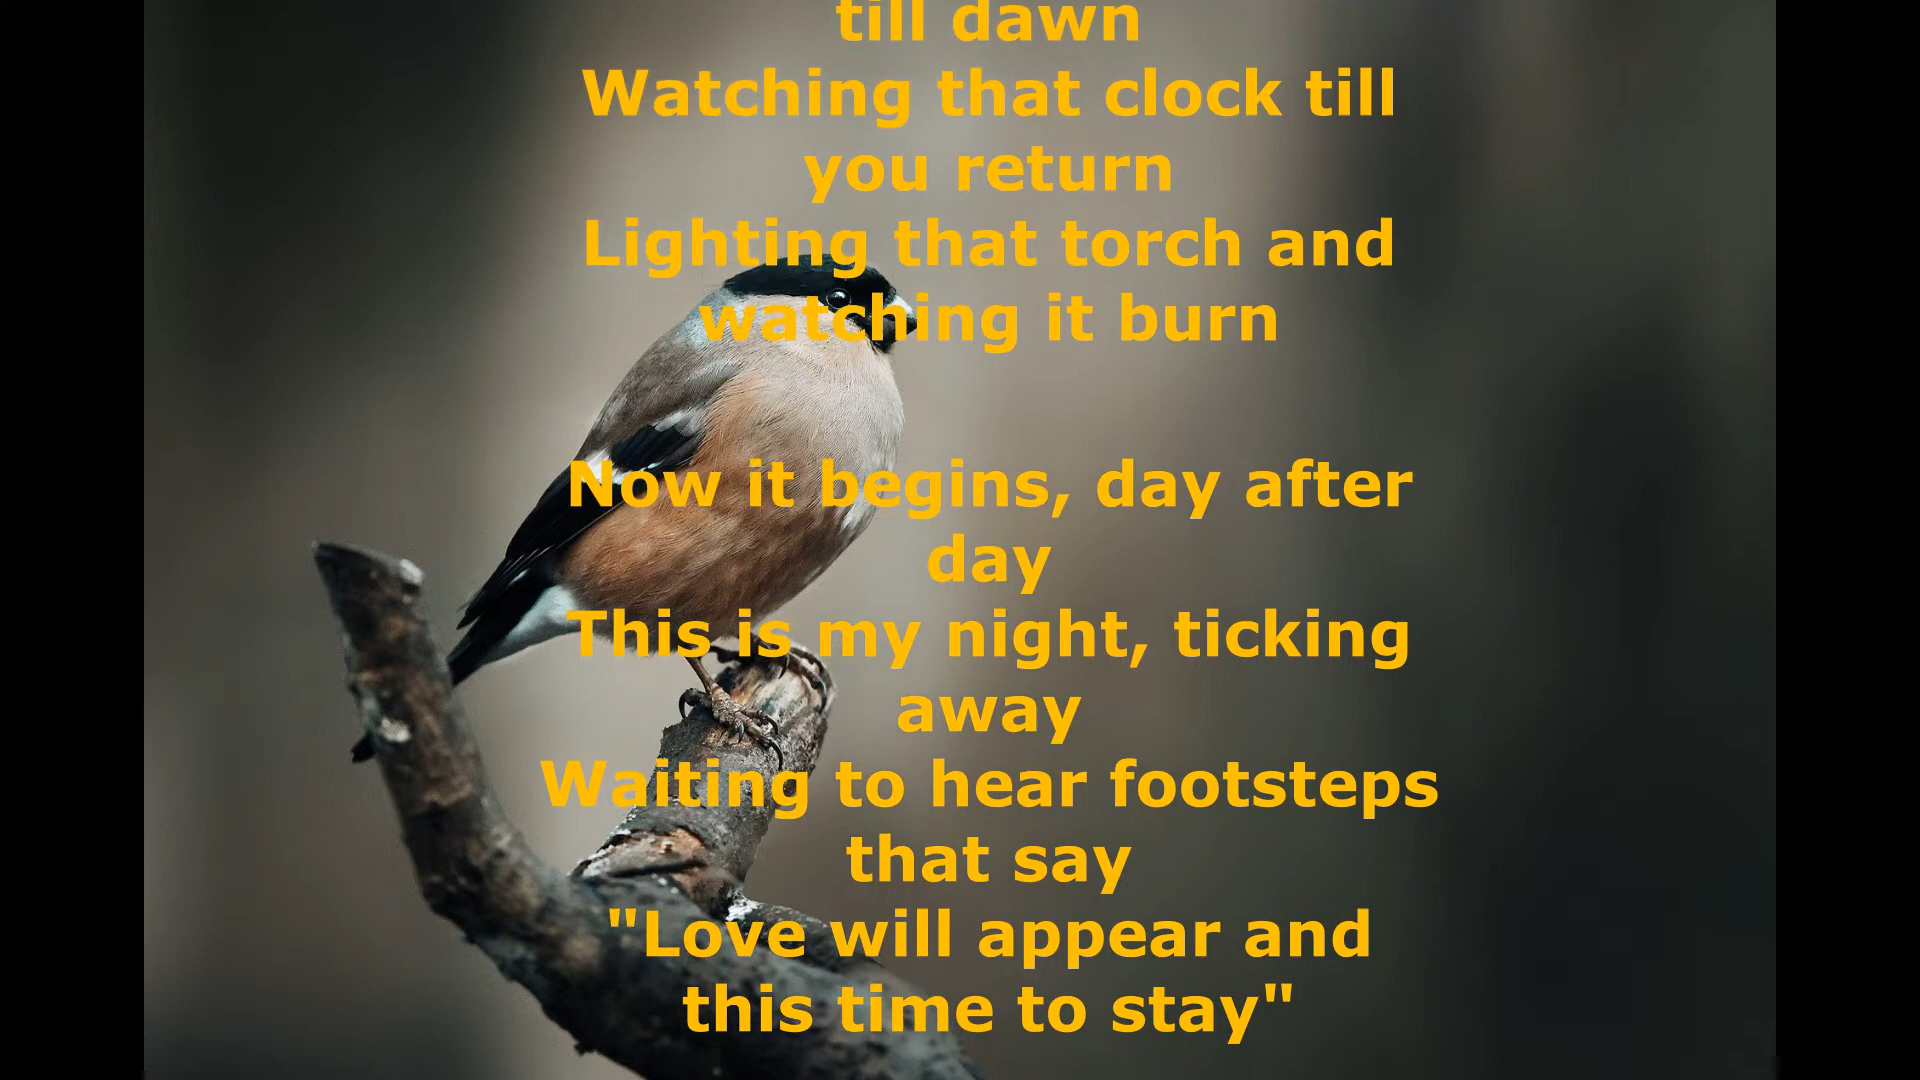 till dawn
Watching that clock till
you return
Lighting that torch and
watching it burn
Now it begins, day after
day
This is my night, ticking
away
Waiting to hear footsteps
that say
"Love will appear and
this time to stay"